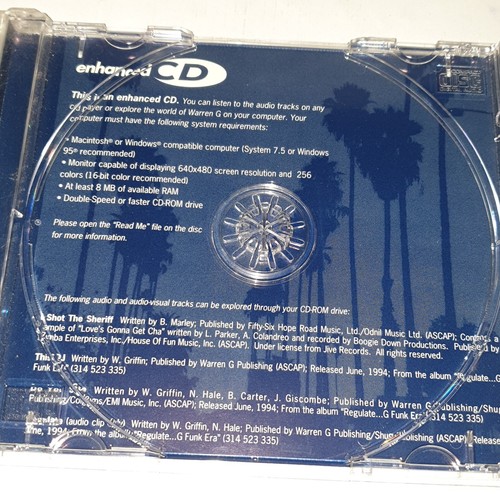 enhanced CD
This is an enhanced CD. You can listen to the audio tracks on any
cd player or explore the world of Warren G on your computer. Your
computer must have the following system requirements:
• Macintosh® or Windows® compatible computer (System 7.5 or Windows
95® recommended)
• Monitor capable of displaying 640x480 screen resolution and 256
colors (16-bit color recommended)
• At least 8 MB of available RAM
• Double-Speed or faster CD-ROM drive
Please open the "Read Me" file on the disc
for more information.
The following audio and audio-visual tracks can be explored through your CD-ROM drive:
Shot The Sheriff Written by B. Marley; Published by Fifty-Six Hope Road Music, Ltd./Odnil Music Ltd. (ASCAP); Contains a
sample of "Love's Gonna Get Cha" written by L. Parker, A. Colandreo and recorded by Boogie Down Productions. Published by
Zomba Enterprises, Inc./House Of Fun Music, Inc. (ASCAP). Under license from Jive Records. All rights reserved.
This DJ Written by W. Griffin; Published by Warren G Publishing (ASCAP); Released June, 1994; From the album "Regulate...G
Funk Era" (314 523 335)
Do You See Written by W. Griffin, N. Hale, B. Carter, J. Giscombe; Published by Warren G Publishing/Suge
Publishing/ /EMI Music, Inc. (ASCAP); Released June, 1994; From the album "Regulate...G Funk Era" (314 523 335)
Regulate (audio clip only) Written by W. Griffin, N. Hale; Published by Warren G Publishing/Suge Publishing (ASCAP) Release
June, 1994; From the album "Regulate...G Funk Era" (314 523 335)